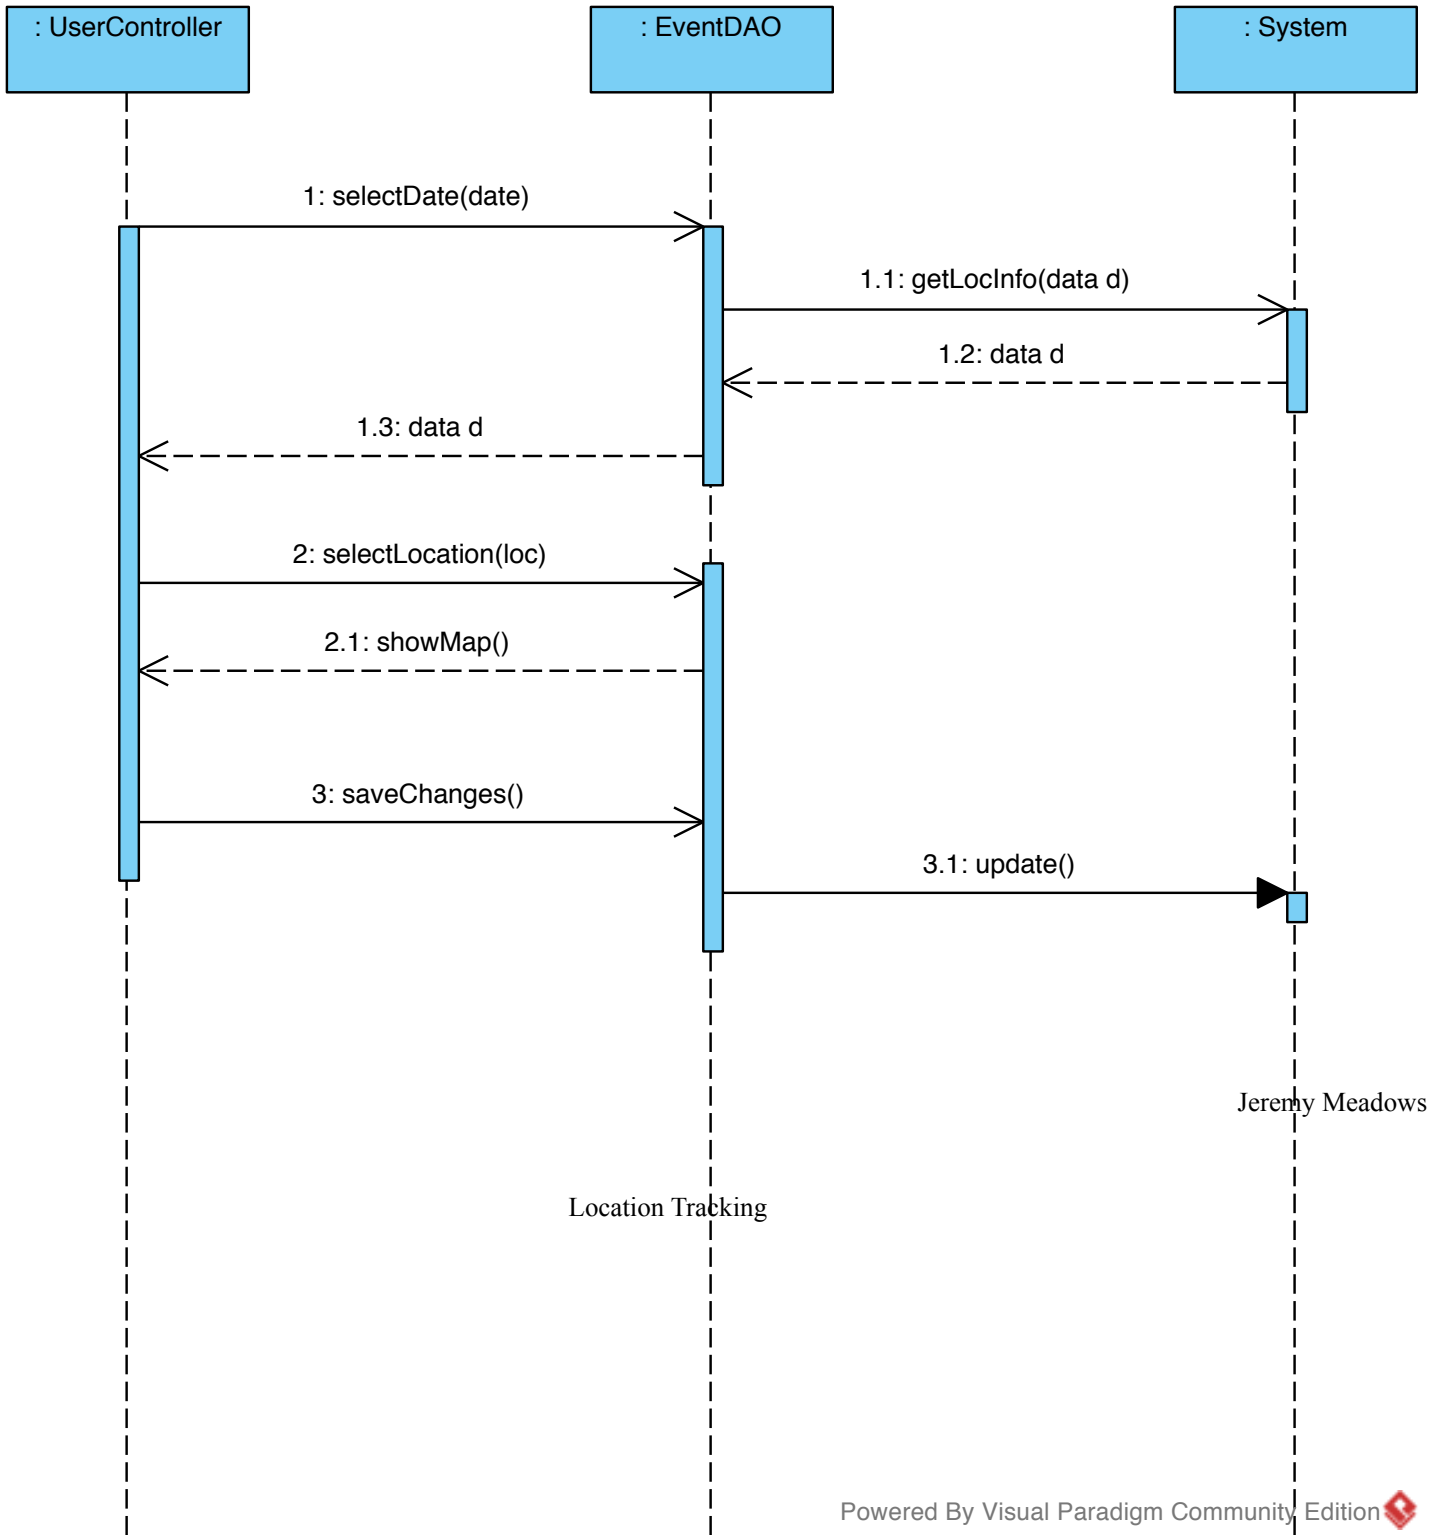 : UserController
: EventDAO
: System
1: selectDate(date)
1.1: getLocInfo(data d)
1.2: data d
1.3: data d
2: selectLocation(loc)
2.1: showMap()
3: saveChanges()
3.1: update()
Jeremy Meadows
Location Tracking
Powered By Visual Paradigm Community Edition